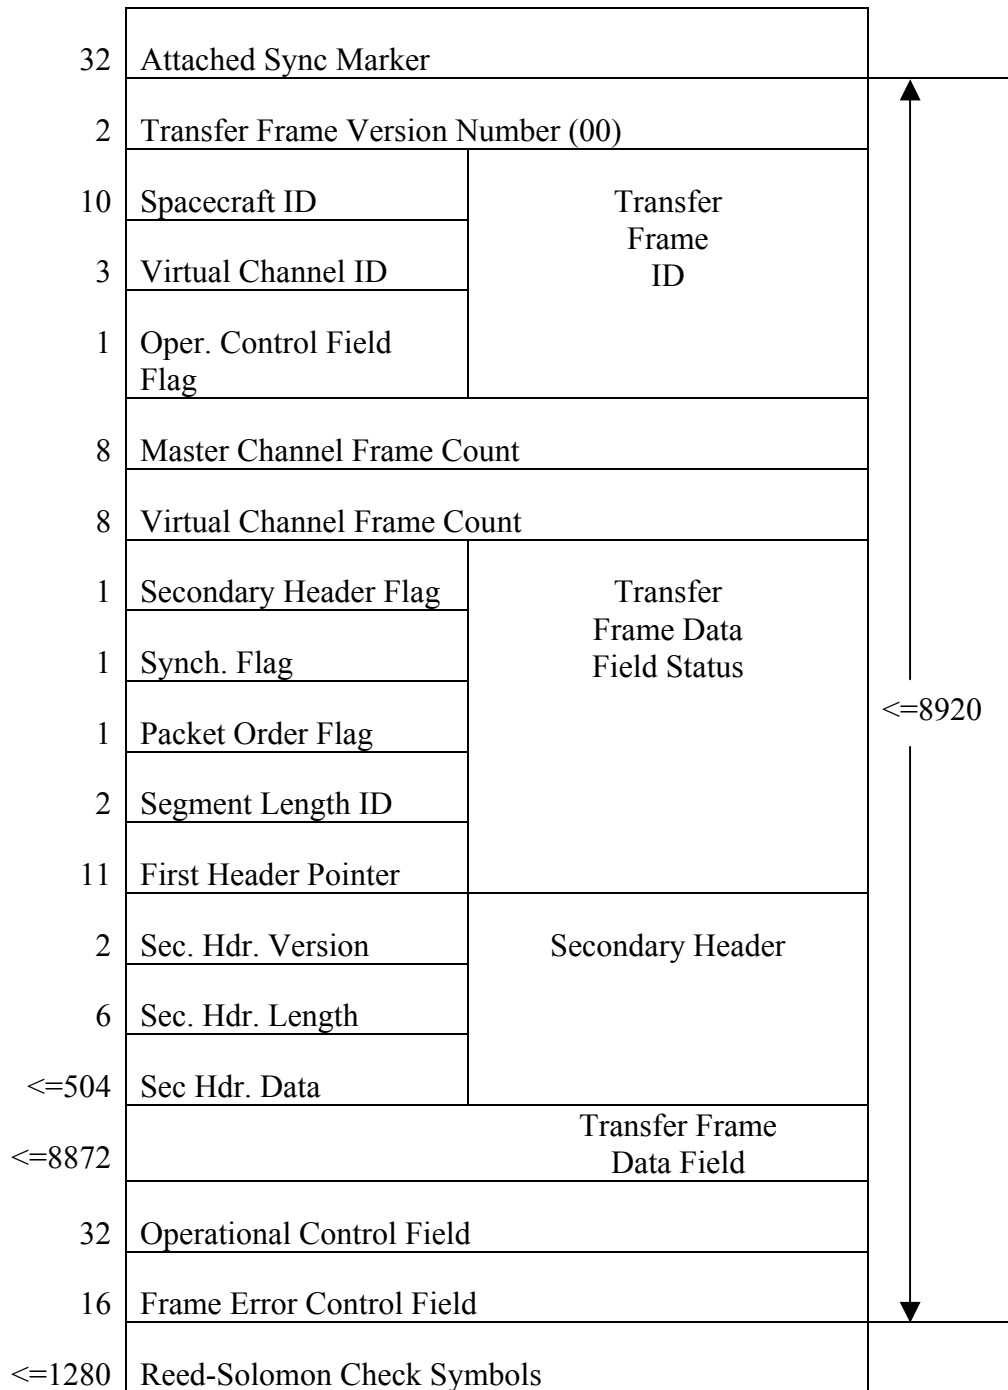 32 Attached Sync Marker
2 Transfer Frame Version Number (00)
10 Spacecraft ID
Transfer
Frame
ID
3 Virtual Channel ID
1 Oper. Control Field
Flag
8 Master Channel Frame Count
8 Virtual Channel Frame Count
1 Secondary Header Flag
Transfer
Frame Data
Field Status
1 Synch. Flag
<=8920
1 Packet Order Flag
2 Segment Length ID
11 First Header Pointer
2 Sec. Hdr. Version
Secondary Header
6 Sec. Hdr. Length
<=504 Sec Hdr. Data
<=8872
Transfer Frame
Data Field
32 Operational Control Field
16 Frame Error Control Field
<=1280 Reed-Solomon Check Symbols